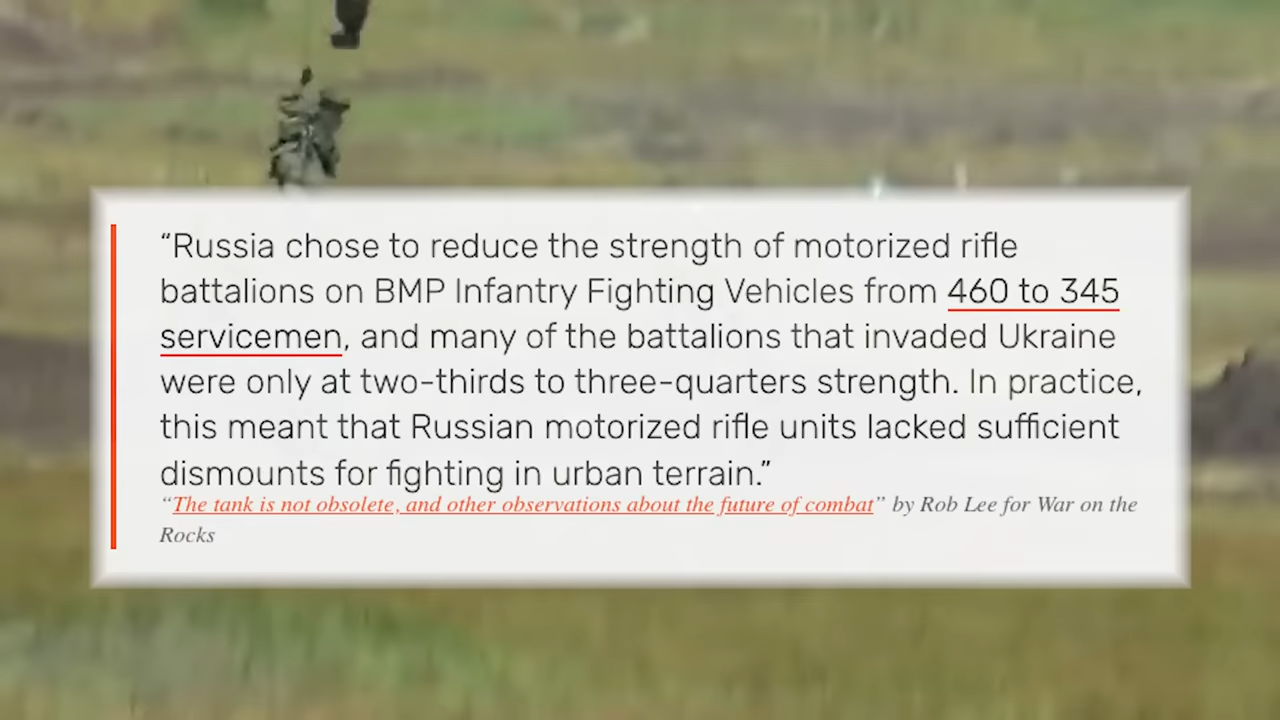 “Russia chose to reduce the strength of motorized rifle
battalions on BMP Infantry Fighting Vehicles from 460 to 345
servicemen, and many of the battalions that invaded Ukraine
were only at two-thirds to three-quarters strength. In practice,
this meant that Russian motorized rifle units lacked sufficient
dismounts for fighting in urban terrain.”
“The tank is not obsolete, and other observations about the future of combat” by Rob Lee for War on the
Rocks